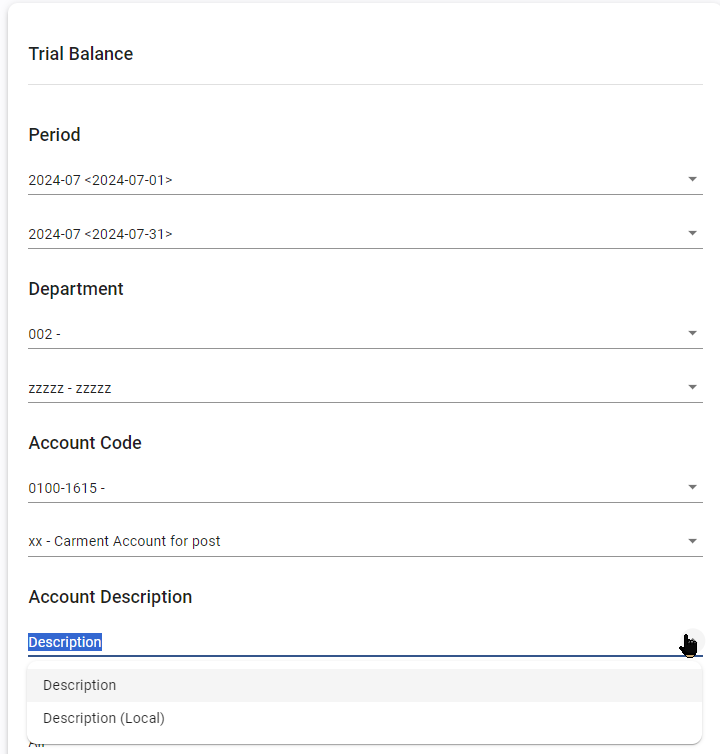 Trial Balance
Period
2024-07 <2024-07-01>
2024-07 <2024-07-31>
Department
002 -
zzzzz - zzzzz
Account Code
0100-1615 -
xx - Carment Account for post
Account Description
Description
Description
Description (Local)